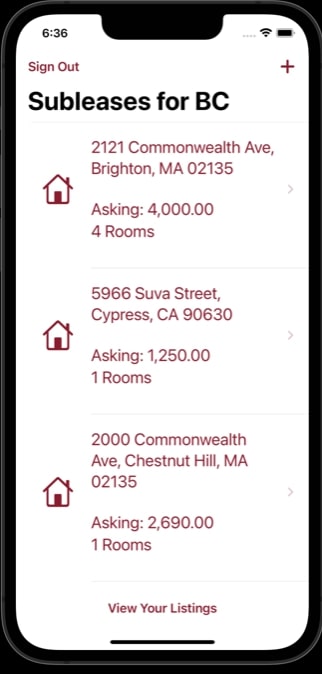 6:36
Sign Out
+
Subleases for BC
2121 Commonwealth Ave,
Brighton, MA 02135
Asking: 4,000.00
4 Rooms
5966 Suva Street,
Cypress, CA 90630
Asking: 1,250.00
1 Rooms
2000 Commonwealth
Ave, Chestnut Hill, MA
02135
Asking: 2,690.00
1 Rooms
View Your Listings